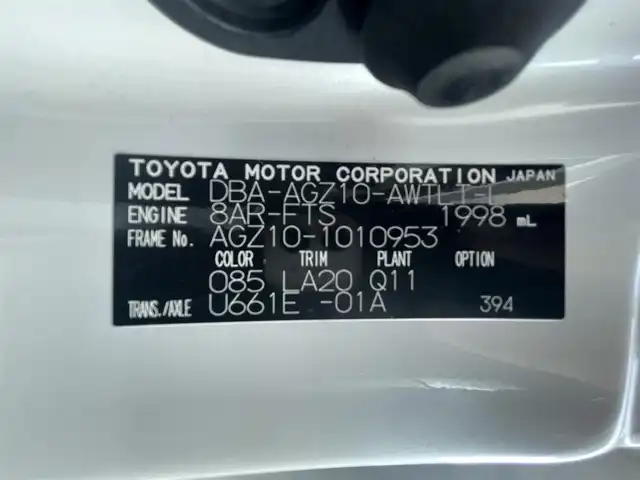 TOYOTA MOTOR CORPORATION JAPAN
MODEL DBA-AGZ10-AWTLT-L
ENGINE 8AR-FTS 1998 mL
FRAME No. AGZ10-1010953
COLOR TRIM PLANT OPTION
085 LA20 Q11
TRANS./AXLE U661E -01A 394